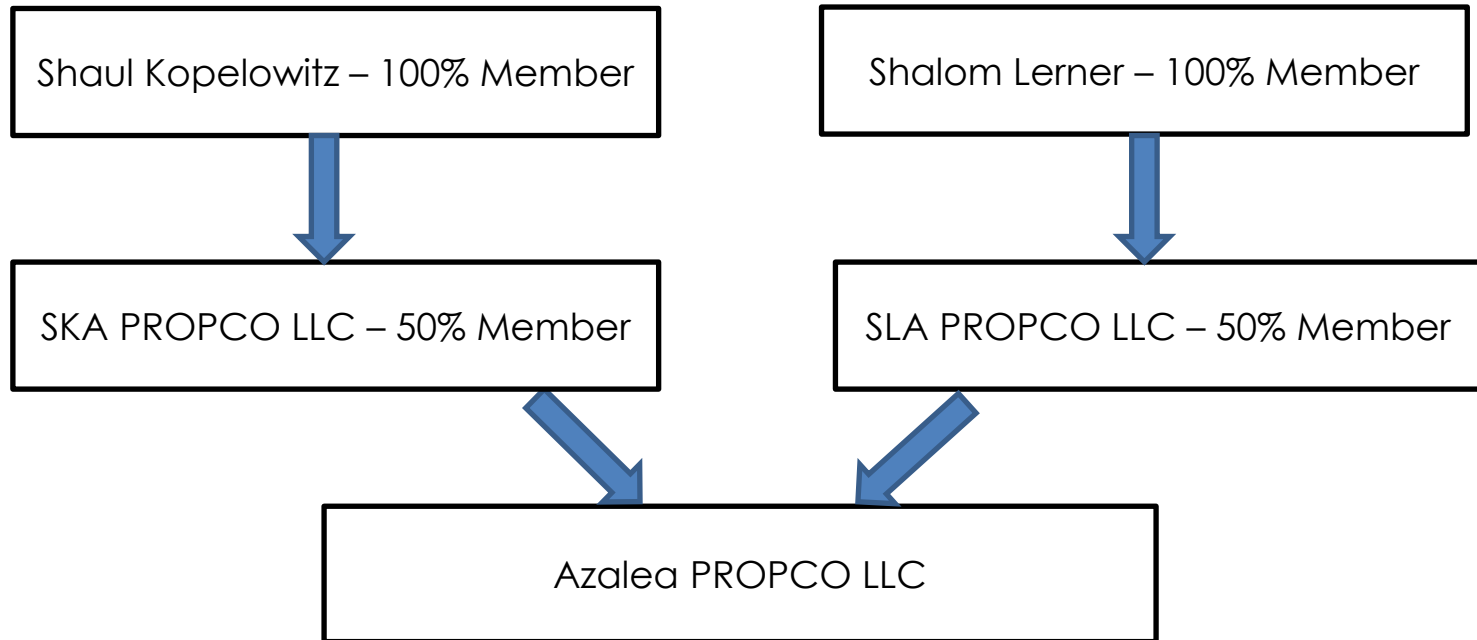 Shaul Kopelowitz – 100% Member
Shalom Lerner – 100% Member
SKA PROPCO LLC – 50% Member
SLA PROPCO LLC – 50% Member
Azalea PROPCO LLC